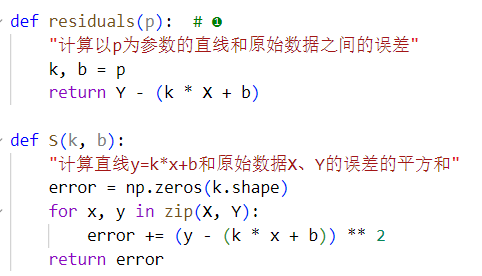 def residuals(p):  # ❶
    "计算以p为参数的直线和原始数据之间的误差"
    k, b = p
    return Y - (k * X + b)
def S(k, b):
    "计算直线y=k*x+b和原始数据X、Y的误差的平方和"
    error = np.zeros(k.shape)
    for x, y in zip(X, Y):
        error += (y - (k * x + b)) ** 2
    return error